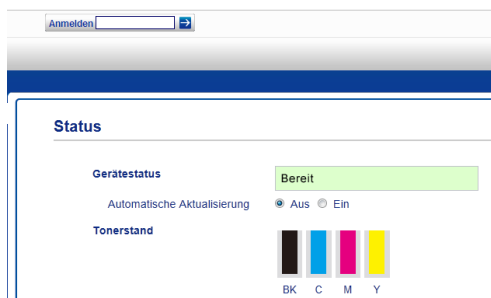 Anmelden
Status
Gerätestatus Bereit
Automatische Aktualisierung Aus Ein
Tonerstand
BK C M Y